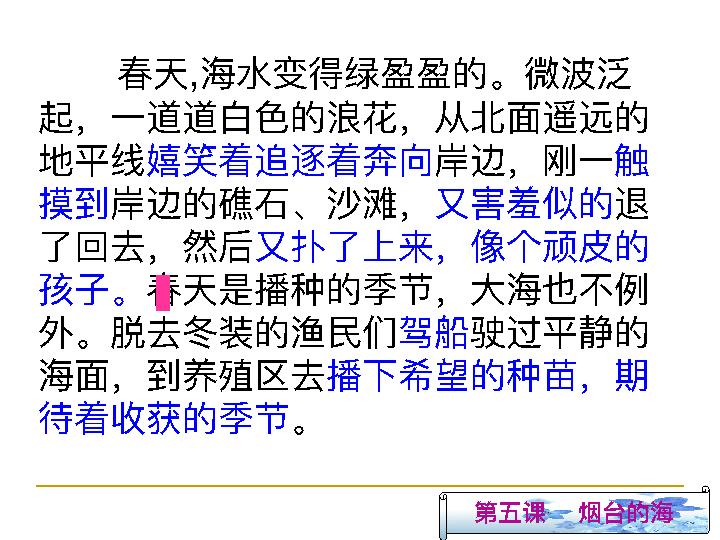 春天,海水变得绿盈盈的。微波泛
起，一道道白色的浪花，从北面遥远的
地平线嬉笑着追逐着奔向岸边，刚一触
摸到岸边的礁石、沙滩，又害羞似的退
了回去，然后又扑了上来，像个顽皮的
孩子。春天是播种的季节，大海也不例
外。脱去冬装的渔民们驾船驶过平静的
海面，到养殖区去播下希望的种苗，期
待着收获的季节。
第五课 烟台的海